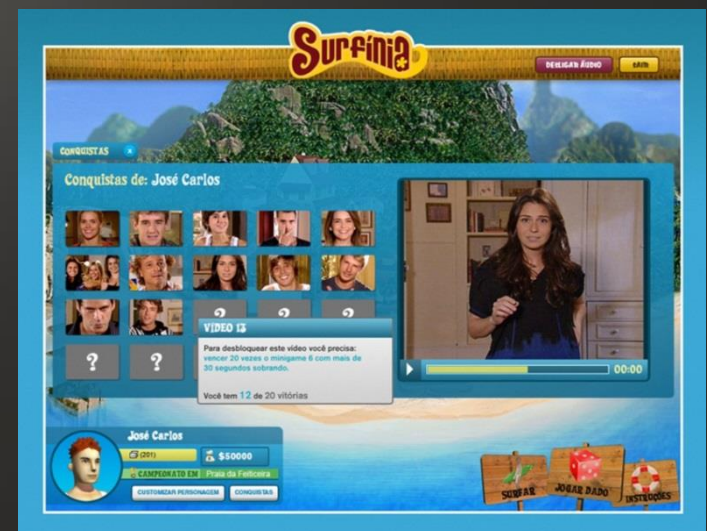 Surfínia
DESLIGAR ÁUDIO
SAIR
CONQUISTAS
x
Conquistas de: José Carlos
? ? ?
VIDEO 13
Para desbloquear este vídeo você precisa:
vencer 20 vezes o minigame 6 com mais de
30 segundos sobrando.
Você tem 12 de 20 vitórias
? ?
00:00
José Carlos
(201)
$50000
CAMPEONATO EM Praia da Feiticeira
CUSTOMIZAR PERSONAGEM
CONQUISTAS
SURFAR
JOGAR DADO
INSTRUÇÕES